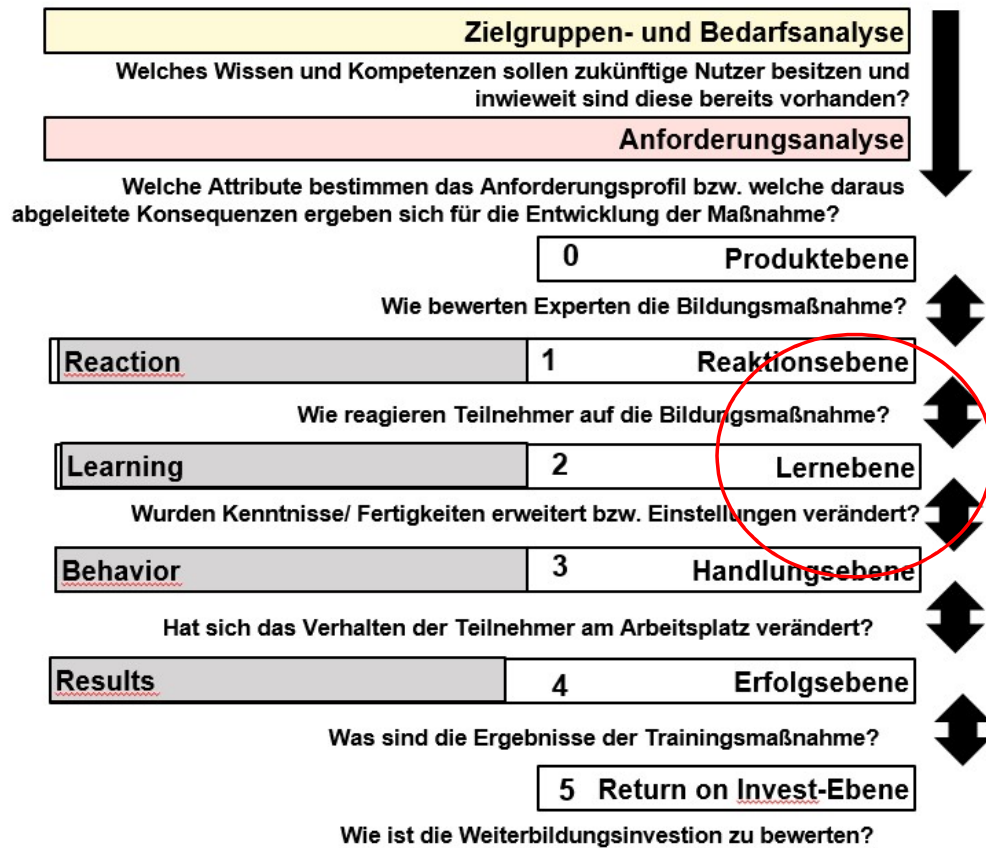 Zielgruppen- und Bedarfsanalyse
Welches Wissen und Kompetenzen sollen zukünftige Nutzer besitzen und
inwieweit sind diese bereits vorhanden?
Anforderungsanalyse
Welche Attribute bestimmen das Anforderungsprofil bzw. welche daraus
abgeleitete Konsequenzen ergeben sich für die Entwicklung der Maßnahme?
0 Produktebene
Wie bewerten Experten die Bildungsmaßnahme?
Reaction 1 Reaktionsebene
Wie reagieren Teilnehmer auf die Bildungsmaßnahme?
Learning 2 Lernebene
Wurden Kenntnisse/ Fertigkeiten erweitert bzw. Einstellungen verändert?
Behavior 3 Handlungsebene
Hat sich das Verhalten der Teilnehmer am Arbeitsplatz verändert?
Results 4 Erfolgsebene
Was sind die Ergebnisse der Trainingsmaßnahme?
5 Return on Invest-Ebene
Wie ist die Weiterbildungsinvestion zu bewerten?